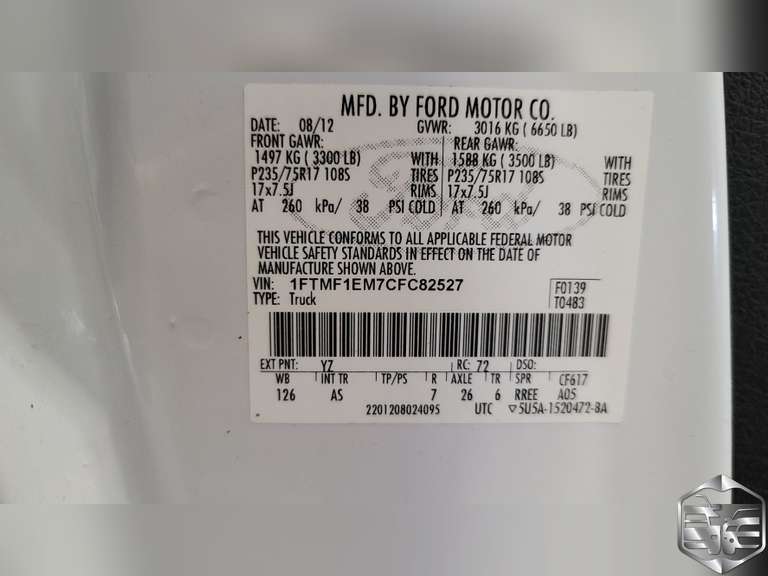 MFD. BY FORD MOTOR CO.
DATE: 08/12 GVWR: 3016 KG ( 6650 LB)
FRONT GAWR: REAR GAWR:
1497 KG ( 3300 LB) WITH 1588 KG ( 3500 LB) WITH
P235/75R17 108S TIRES P235/75R17 108S TIRES
17x7.5J RIMS 17x7.5J RIMS
AT 260 kPa/ 38 PSI COLD AT 260 kPa/ 38 PSI COLD
THIS VEHICLE CONFORMS TO ALL APPLICABLE FEDERAL MOTOR
VEHICLE SAFETY STANDARDS IN EFFECT ON THE DATE OF
MANUFACTURE SHOWN ABOVE.
VIN: 1FTMF1EM7CFC82527 F0139
TYPE: Truck T0483
EXT PNT: YZ RC: 72 DSO:
WB INT TR TP/PS R AXLE TR SPR CF617
126 AS 7 26 6 RREE A05
2201208024095 UTC ▽5U5A-1520472-BA